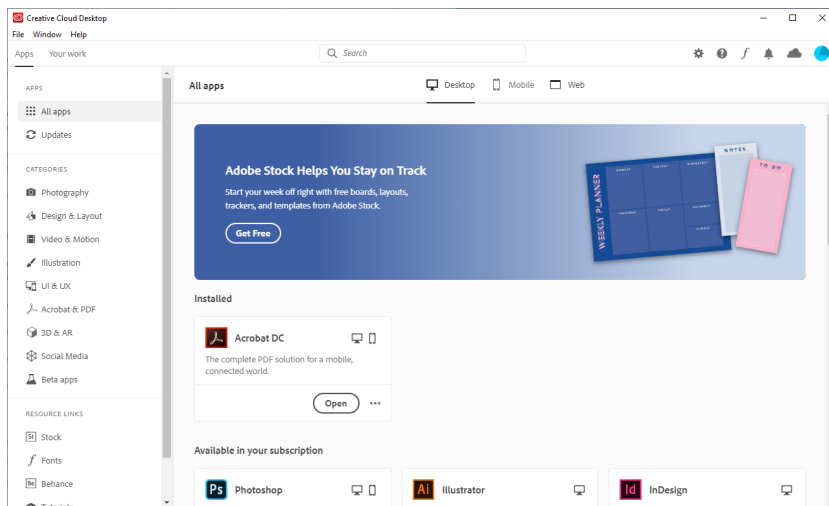 Creative Cloud Desktop
File Window Help
Apps Your work
Search
APPS
All apps
Updates
CATEGORIES
Photography
Design & Layout
Video & Motion
Illustration
UI & UX
Acrobat & PDF
3D & AR
Social Media
Beta apps
RESOURCE LINKS
St Stock
Fonts
Be Behance
Tutorials
All apps
Desktop Mobile Web
Adobe Stock Helps You Stay on Track
Start your week off right with free boards, layouts,
trackers, and templates from Adobe Stock.
Get Free
WEEKLY PLANNER
NOTES
TO DO
Installed
Acrobat DC
The complete PDF solution for a mobile,
connected world.
Open
Available in your subscription
Ps Photoshop
Ai Illustrator
Id InDesign